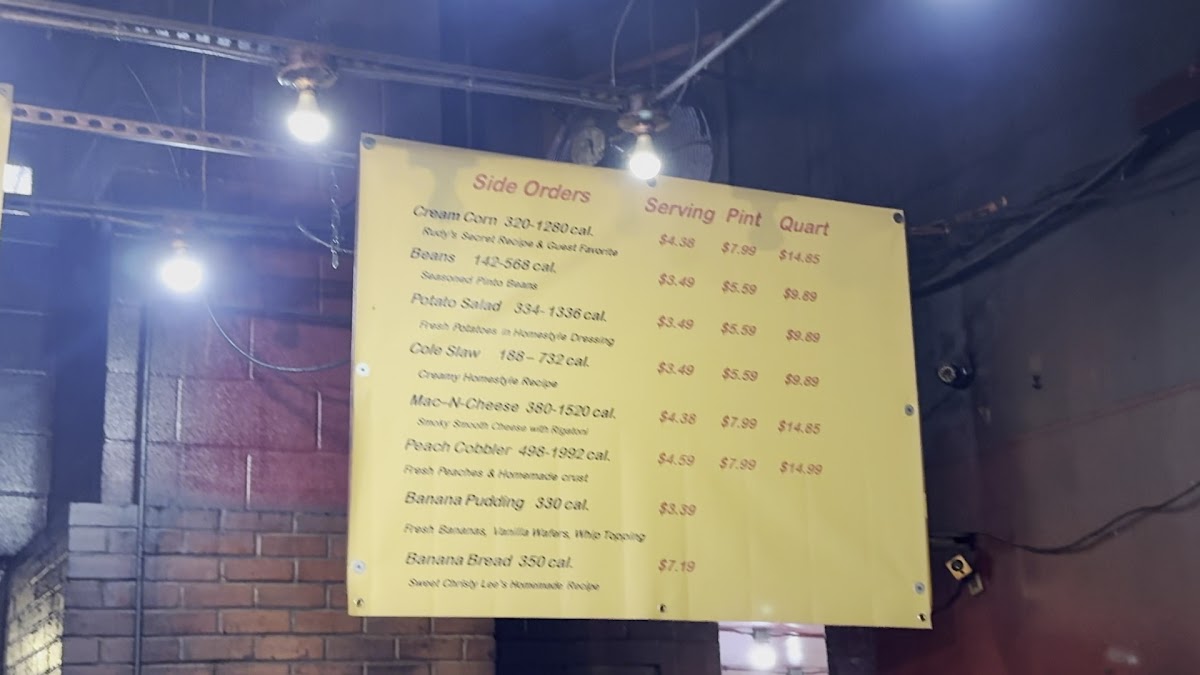 Side Orders Serving Pint Quart
Cream Corn 320-1280 cal. $4.38 $7.99 $14.85
Rudy's Secret Recipe & Guest Favorite
Beans 142-568 cal. $3.49 $5.59 $9.89
Seasoned Pinto Beans
Potato Salad 334-1336 cal. $3.49 $5.59 $9.89
Fresh Potatoes in Homestyle Dressing
Cole Slaw 188 – 732 cal. $3.49 $5.59 $9.89
Creamy Homestyle Recipe
Mac-N-Cheese 380-1520 cal. $4.38 $7.99 $14.85
Smoky Smooth Cheese with Rigatoni
Peach Cobbler 498-1992 cal. $4.59 $7.99 $14.99
Fresh Peaches & Homemade crust
Banana Pudding 330 cal. $3.39
Fresh Bananas, Vanilla Wafers, Whip Topping
Banana Bread 350 cal. $7.19
Sweet Christy Lee's Homemade Recipe